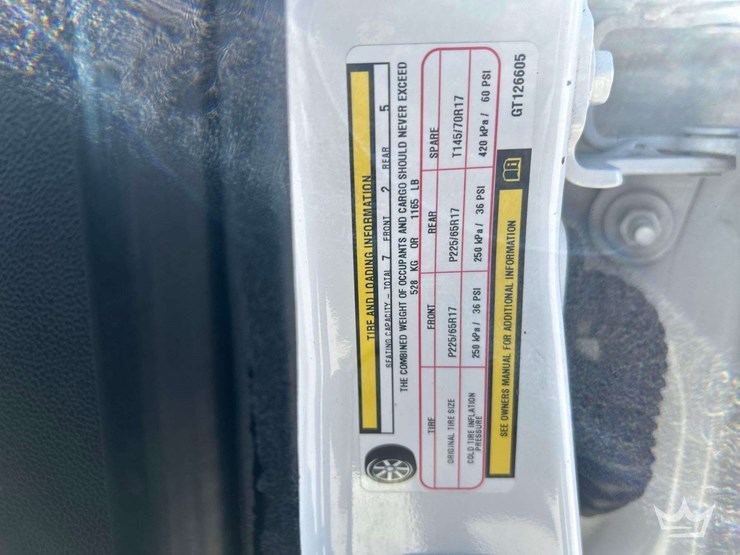 TIRE AND LOADING INFORMATION
SEATING CAPACITY - TOTAL 7 FRONT 2 REAR 5
THE COMBINED WEIGHT OF OCCUPANTS AND CARGO SHOULD NEVER EXCEED
528 KG OR 1165 LB
TIRE FRONT REAR SPARE
ORIGINAL TIRE SIZE P225/65R17 P225/65R17 T145/70R17
COLD TIRE INFLATION PRESSURE 250 kPa / 36 PSI 250 kPa / 36 PSI 420 kPa / 60 PSI
SEE OWNERS MANUAL FOR ADDITIONAL INFORMATION
GT126605